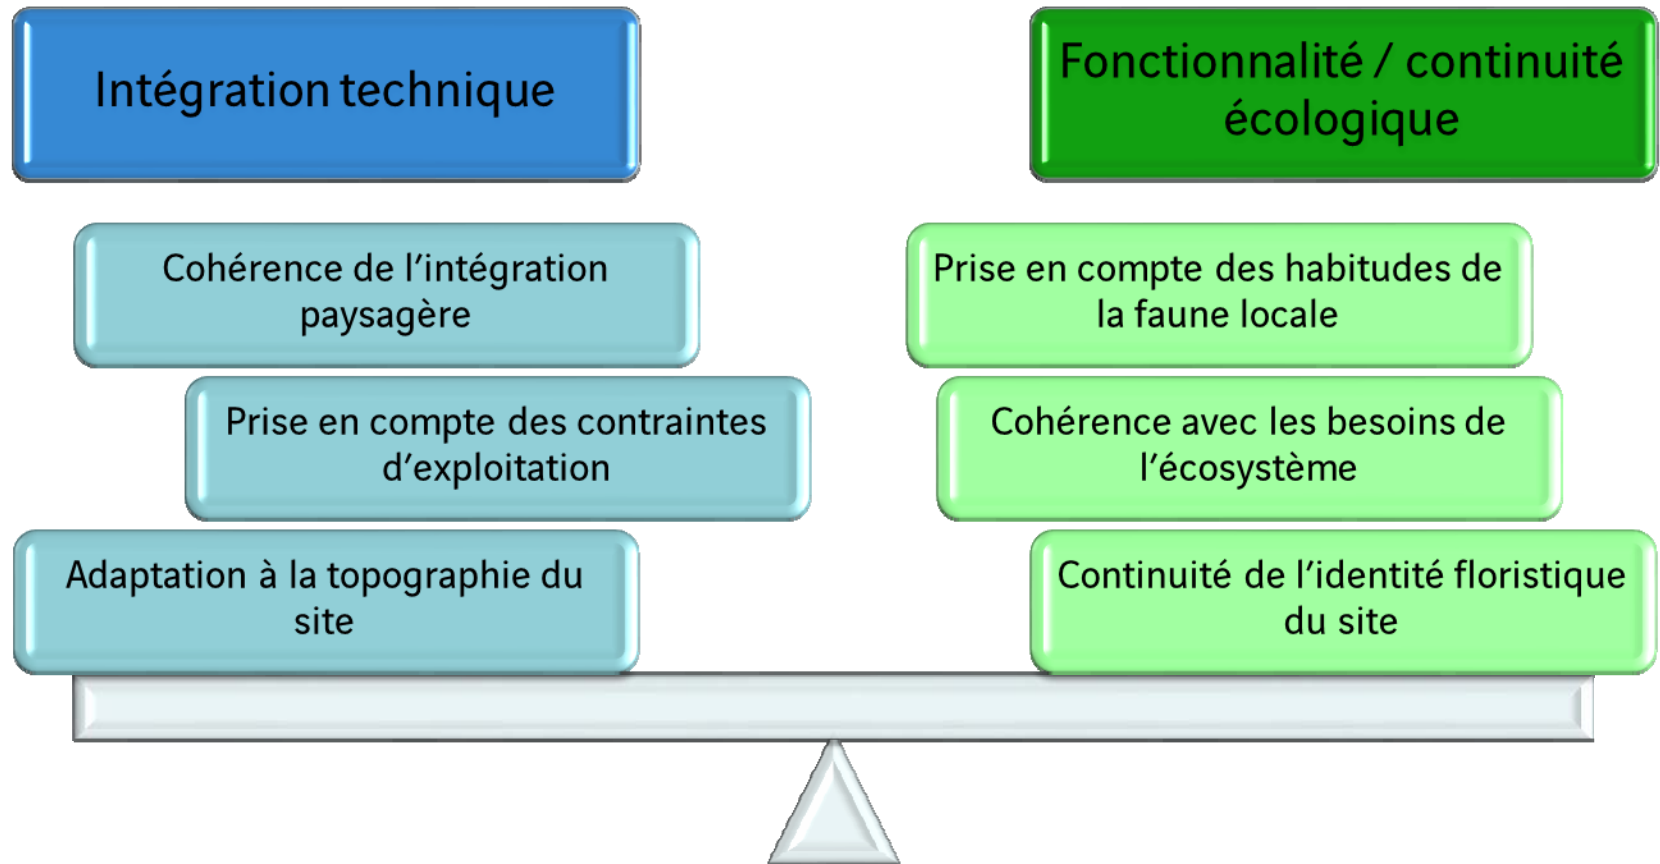 Intégration technique
Fonctionnalité / continuité
écologique
Cohérence de l'intégration
paysagère
Prise en compte des contraintes
d'exploitation
Adaptation à la topographie du
site
Prise en compte des habitudes de
la faune locale
Cohérence avec les besoins de
l'écosystème
Continuité de l'identité floristique
du site